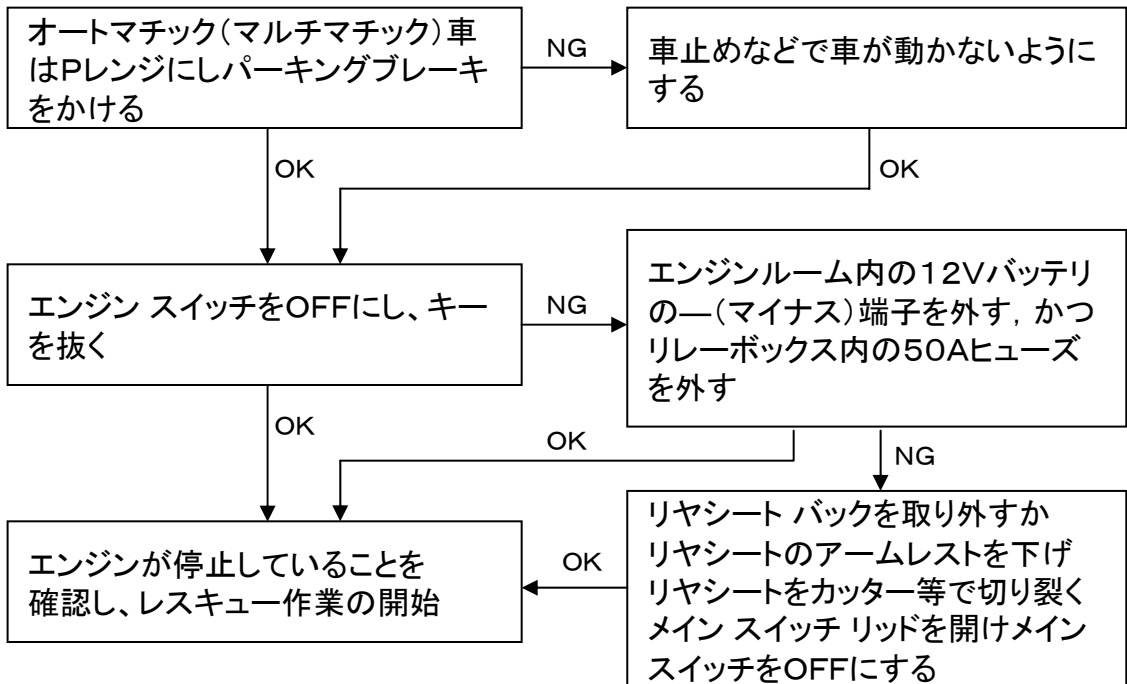 オートマチック（マルチマチック）車
はPレンジにしパーキングブレーキ
をかける
NG
車止めなどで車が動かないように
する
OK
OK
エンジン スイッチをOFFにし、キー
を抜く
NG
エンジンルーム内の12Vバッテリ
の―（マイナス）端子を外す，かつ
リレーボックス内の50Aヒューズ
を外す
OK
OK
NG
エンジンが停止していることを
確認し、レスキュー作業の開始
OK
リヤシート バックを取り外すか
リヤシートのアームレストを下げ
リヤシートをカッター等で切り裂く
メイン スイッチ リッドを開けメイン
スイッチをOFFにする